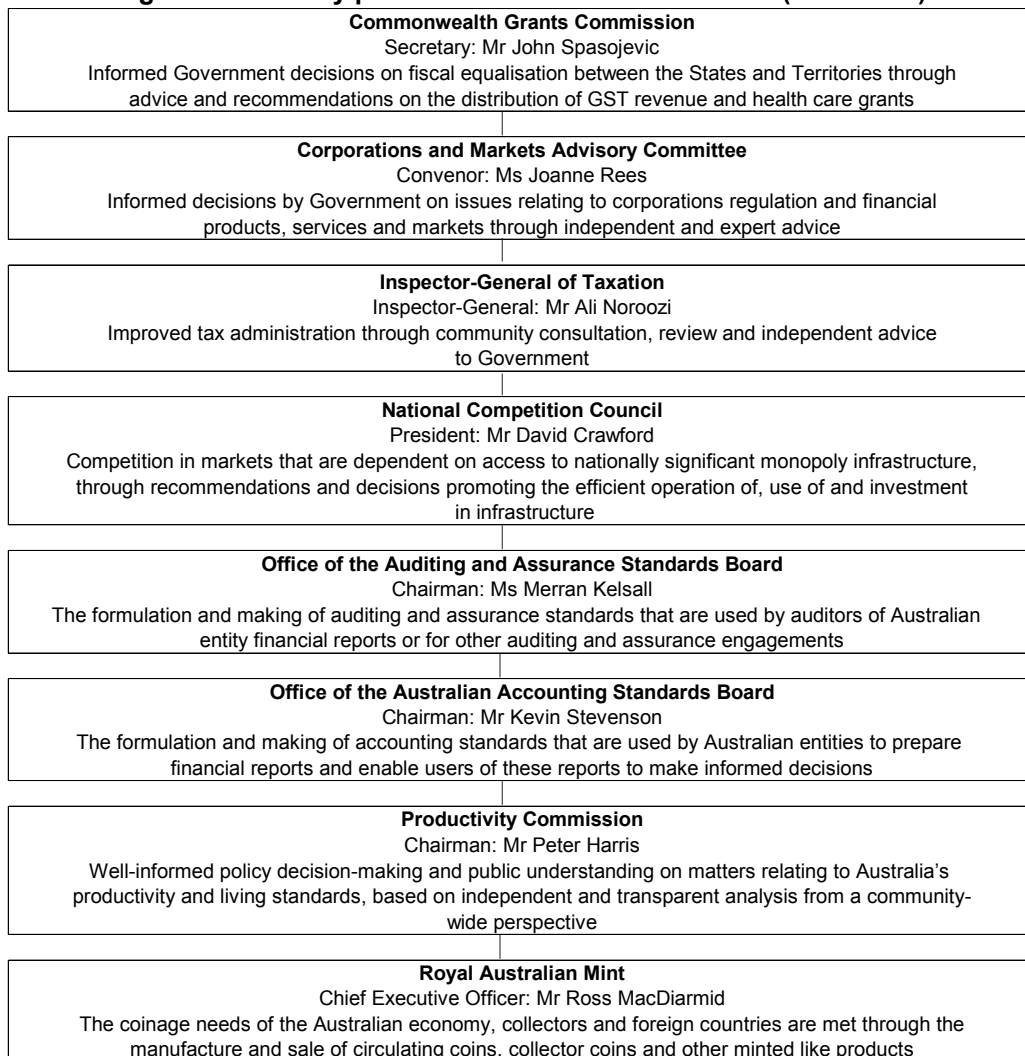 Commonwealth Grants Commission
Secretary: Mr John Spasojevic
Informed Government decisions on fiscal equalisation between the States and Territories through
advice and recommendations on the distribution of GST revenue and health care grants
Corporations and Markets Advisory Committee
Convenor: Ms Joanne Rees
Informed decisions by Government on issues relating to corporations regulation and financial
products, services and markets through independent and expert advice
Inspector-General of Taxation
Inspector-General: Mr Ali Noroozi
Improved tax administration through community consultation, review and independent advice
to Government
National Competition Council
President: Mr David Crawford
Competition in markets that are dependent on access to nationally significant monopoly infrastructure,
through recommendations and decisions promoting the efficient operation of, use of and investment
in infrastructure
Office of the Auditing and Assurance Standards Board
Chairman: Ms Merran Kelsall
The formulation and making of auditing and assurance standards that are used by auditors of Australian
entity financial reports or for other auditing and assurance engagements
Office of the Australian Accounting Standards Board
Chairman: Mr Kevin Stevenson
The formulation and making of accounting standards that are used by Australian entities to prepare
financial reports and enable users of these reports to make informed decisions
Productivity Commission
Chairman: Mr Peter Harris
Well-informed policy decision-making and public understanding on matters relating to Australia’s
productivity and living standards, based on independent and transparent analysis from a community-
wide perspective
Royal Australian Mint
Chief Executive Officer: Mr Ross MacDiarmid
The coinage needs of the Australian economy, collectors and foreign countries are met through the
manufacture and sale of circulating coins, collector coins and other minted like products